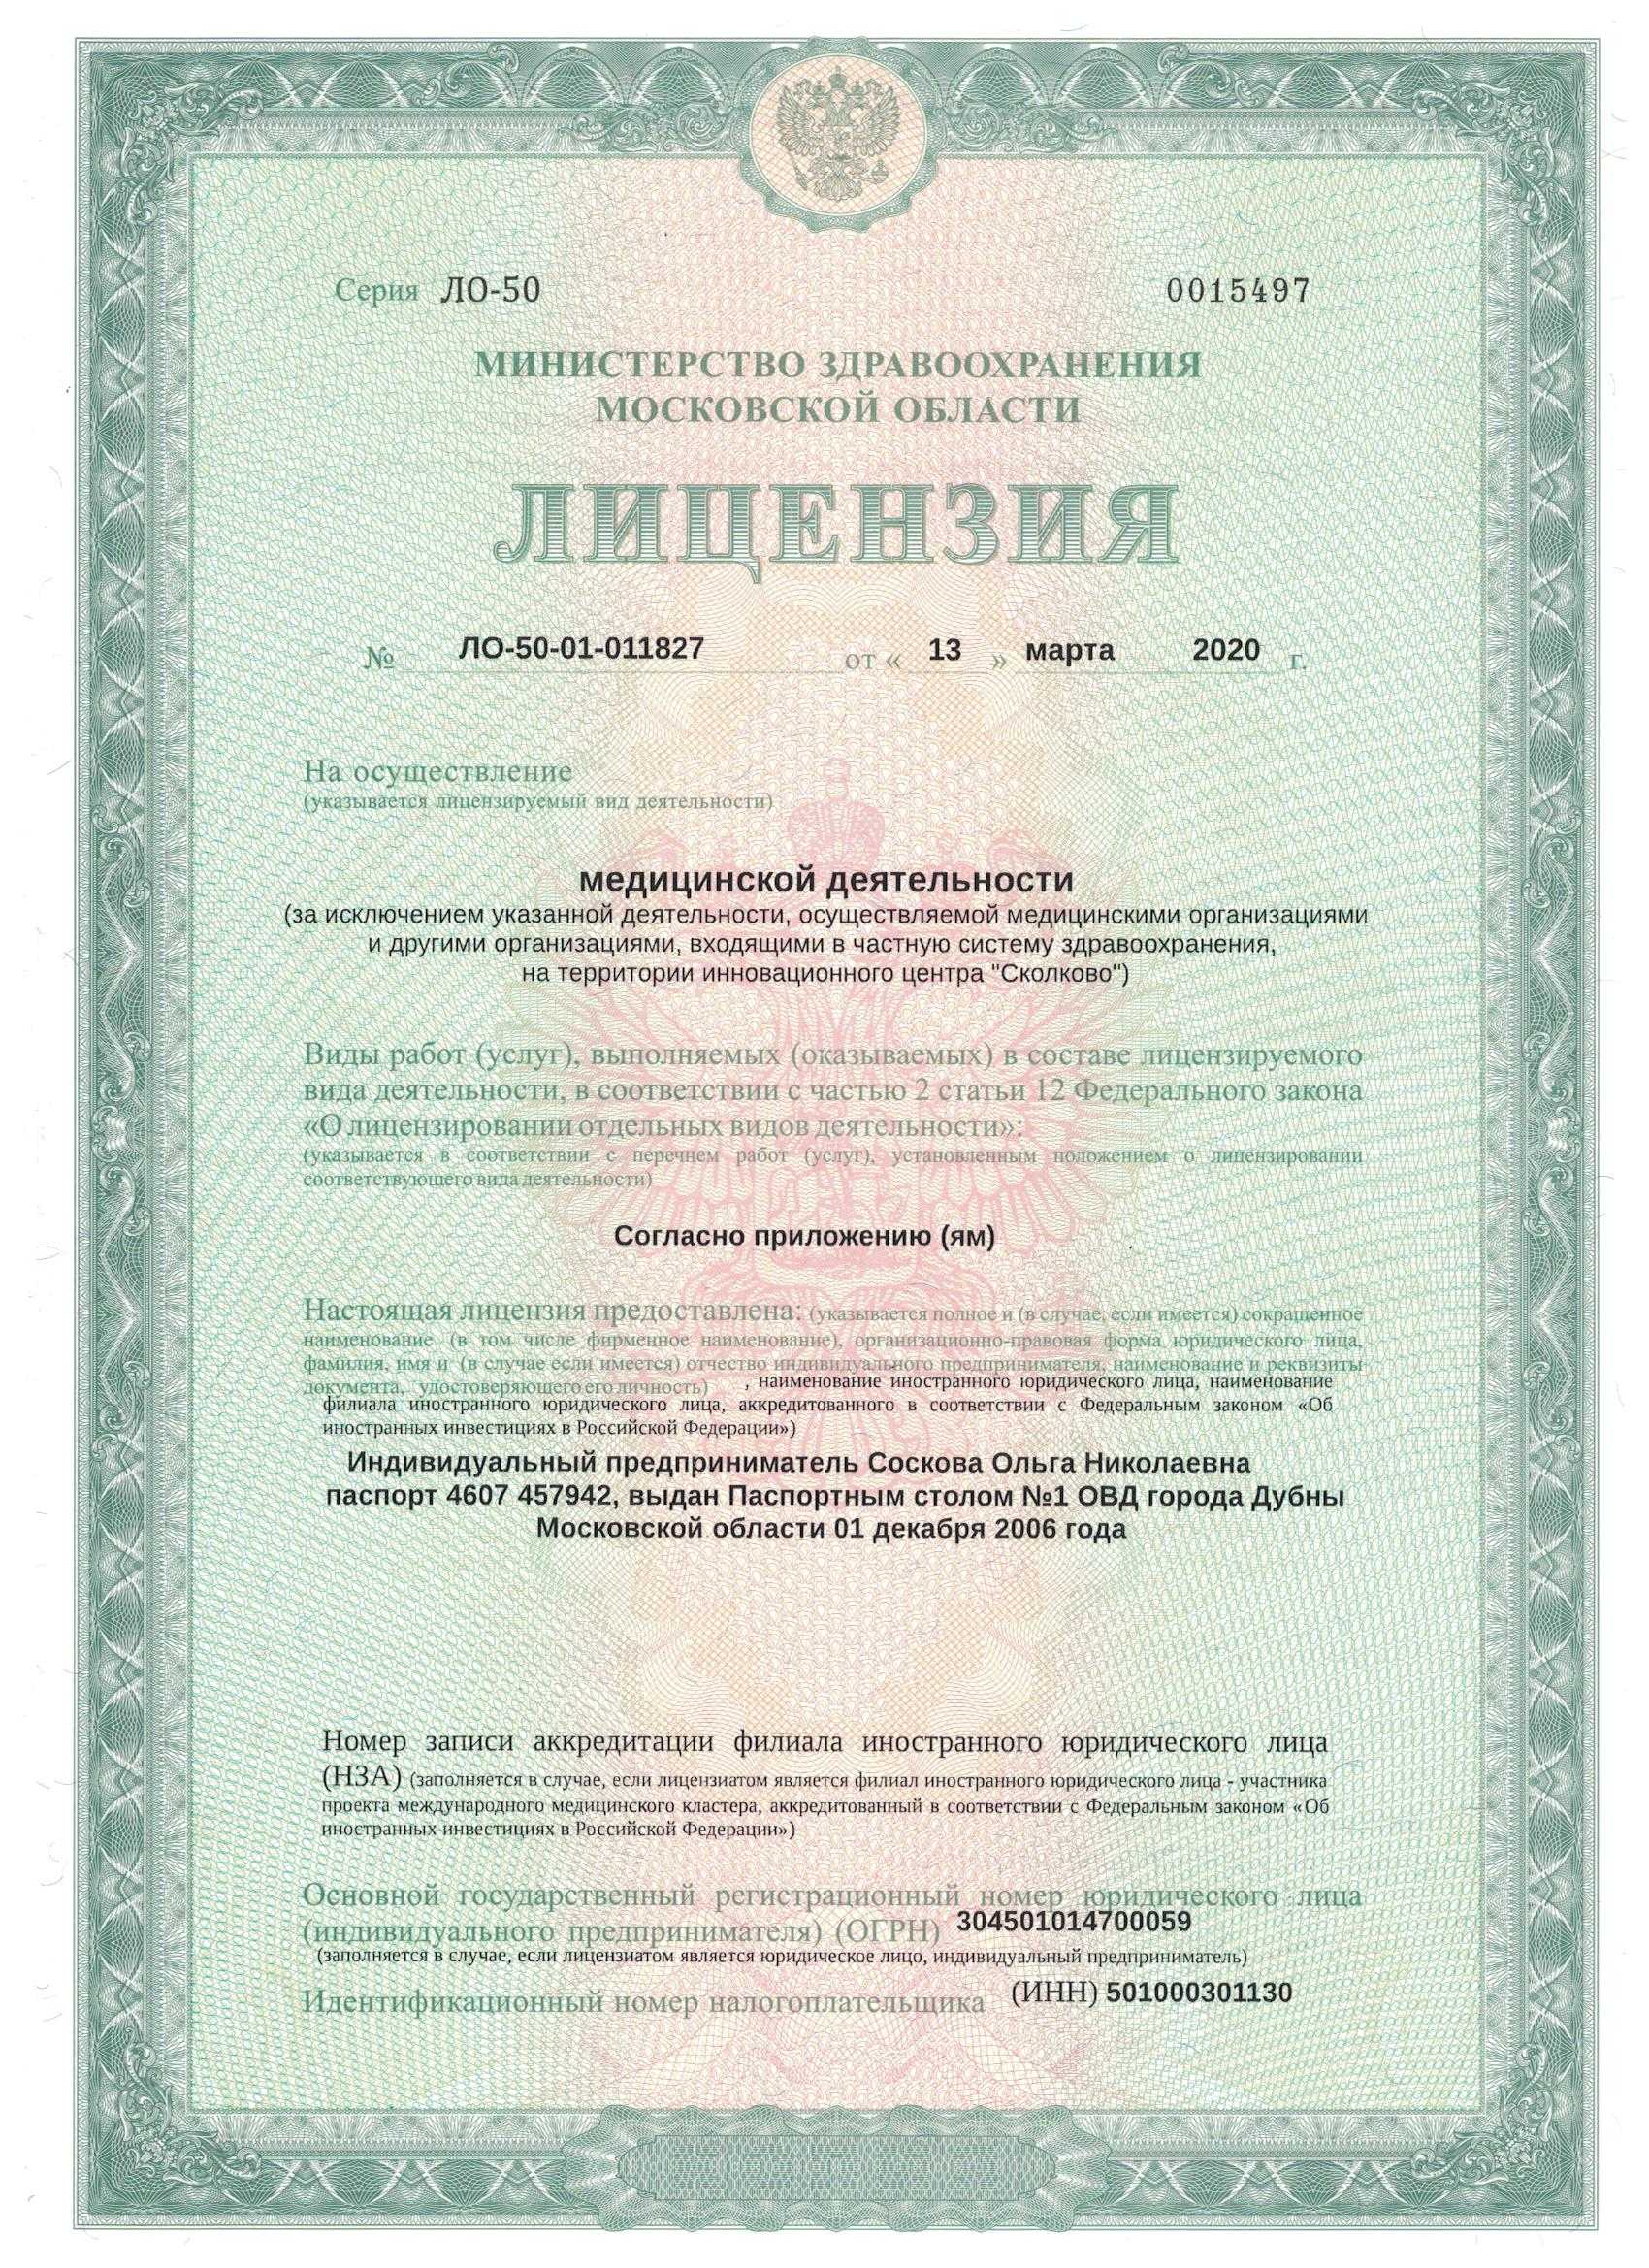 Серия ЛО-50 0015497
МИНИСТЕРСТВО ЗДРАВООХРАНЕНИЯ
МОСКОВСКОЙ ОБЛАСТИ
ЛИЦЕНЗИЯ
№ ЛО-50-01-011827 от « 13 » марта 2020 г.
На осуществление
(указывается лицензируемый вид деятельности)
медицинской деятельности
(за исключением указанной деятельности, осуществляемой медицинскими организациями
и другими организациями, входящими в частную систему здравоохранения,
на территории инновационного центра "Сколково")
Виды работ (услуг), выполняемых (оказываемых) в составе лицензируемого
вида деятельности, в соответствии с частью 2 статьи 12 Федерального закона
«О лицензировании отдельных видов деятельности»:
(указывается в соответствии с перечнем работ (услуг), установленным положением о лицензировании
соответствующего вида деятельности)
Согласно приложению (ям)
Настоящая лицензия предоставлена: (указывается полное и (в случае, если имеется) сокращенное
наименование (в том числе фирменное наименование), организационно-правовая форма юридического лица,
фамилия, имя и (в случае если имеется) отчество индивидуального предпринимателя, наименование и реквизиты
документа, удостоверяющего его личность) , наименование иностранного юридического лица, наименование
филиала иностранного юридического лица, аккредитованного в соответствии с Федеральным законом «Об
иностранных инвестициях в Российской Федерации»)
Индивидуальный предприниматель Соскова Ольга Николаевна
паспорт 4607 457942, выдан Паспортным столом №1 ОВД города Дубны
Московской области 01 декабря 2006 года
Номер записи аккредитации филиала иностранного юридического лица
(НЗА) (заполняется в случае, если лицензиатом является филиал иностранного юридического лица - участника
проекта международного медицинского кластера, аккредитованный в соответствии с Федеральным законом «Об
иностранных инвестициях в Российской Федерации»)
Основной государственный регистрационный номер юридического лица
(индивидуального предпринимателя) (ОГРН) 304501014700059
(заполняется в случае, если лицензиатом является юридическое лицо, индивидуальный предприниматель)
Идентификационный номер налогоплательщика (ИНН) 501000301130